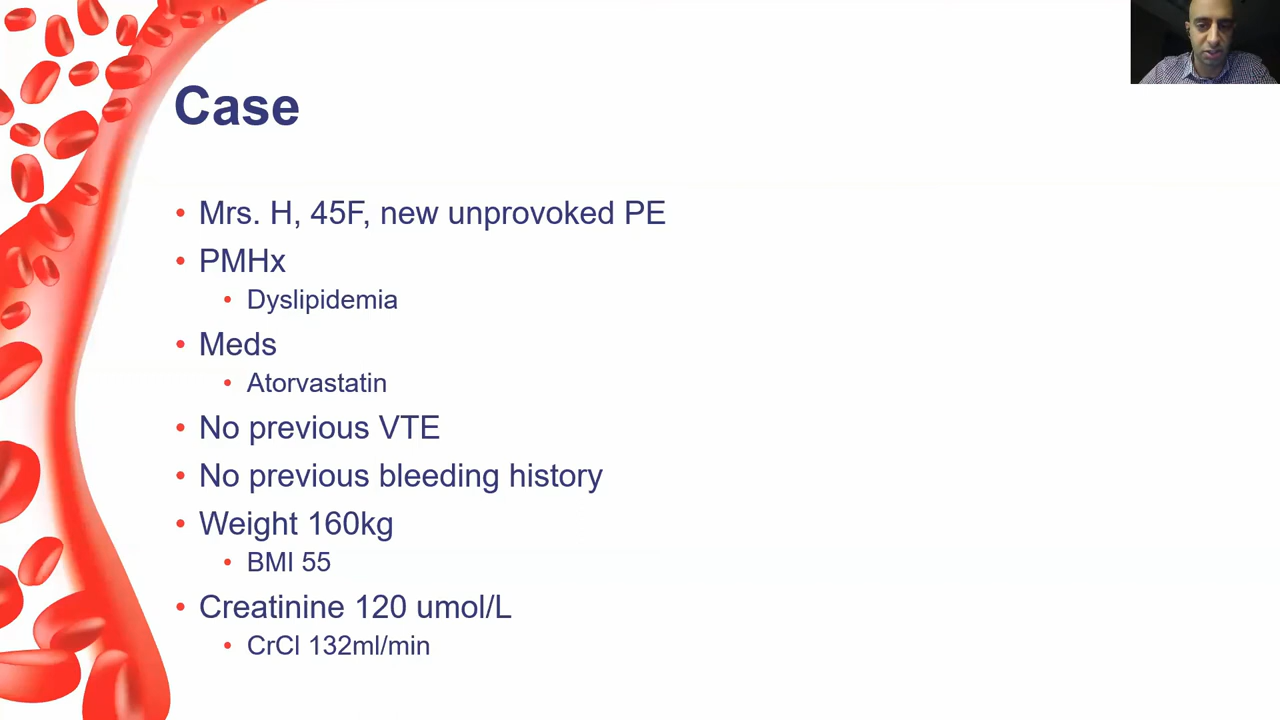 Case
• Mrs. H, 45F, new unprovoked PE
• PMHx
• Dyslipidemia
• Meds
• Atorvastatin
• No previous VTE
• No previous bleeding history
• Weight 160kg
• BMI 55
• Creatinine 120 umol/L
• CrCl 132ml/min